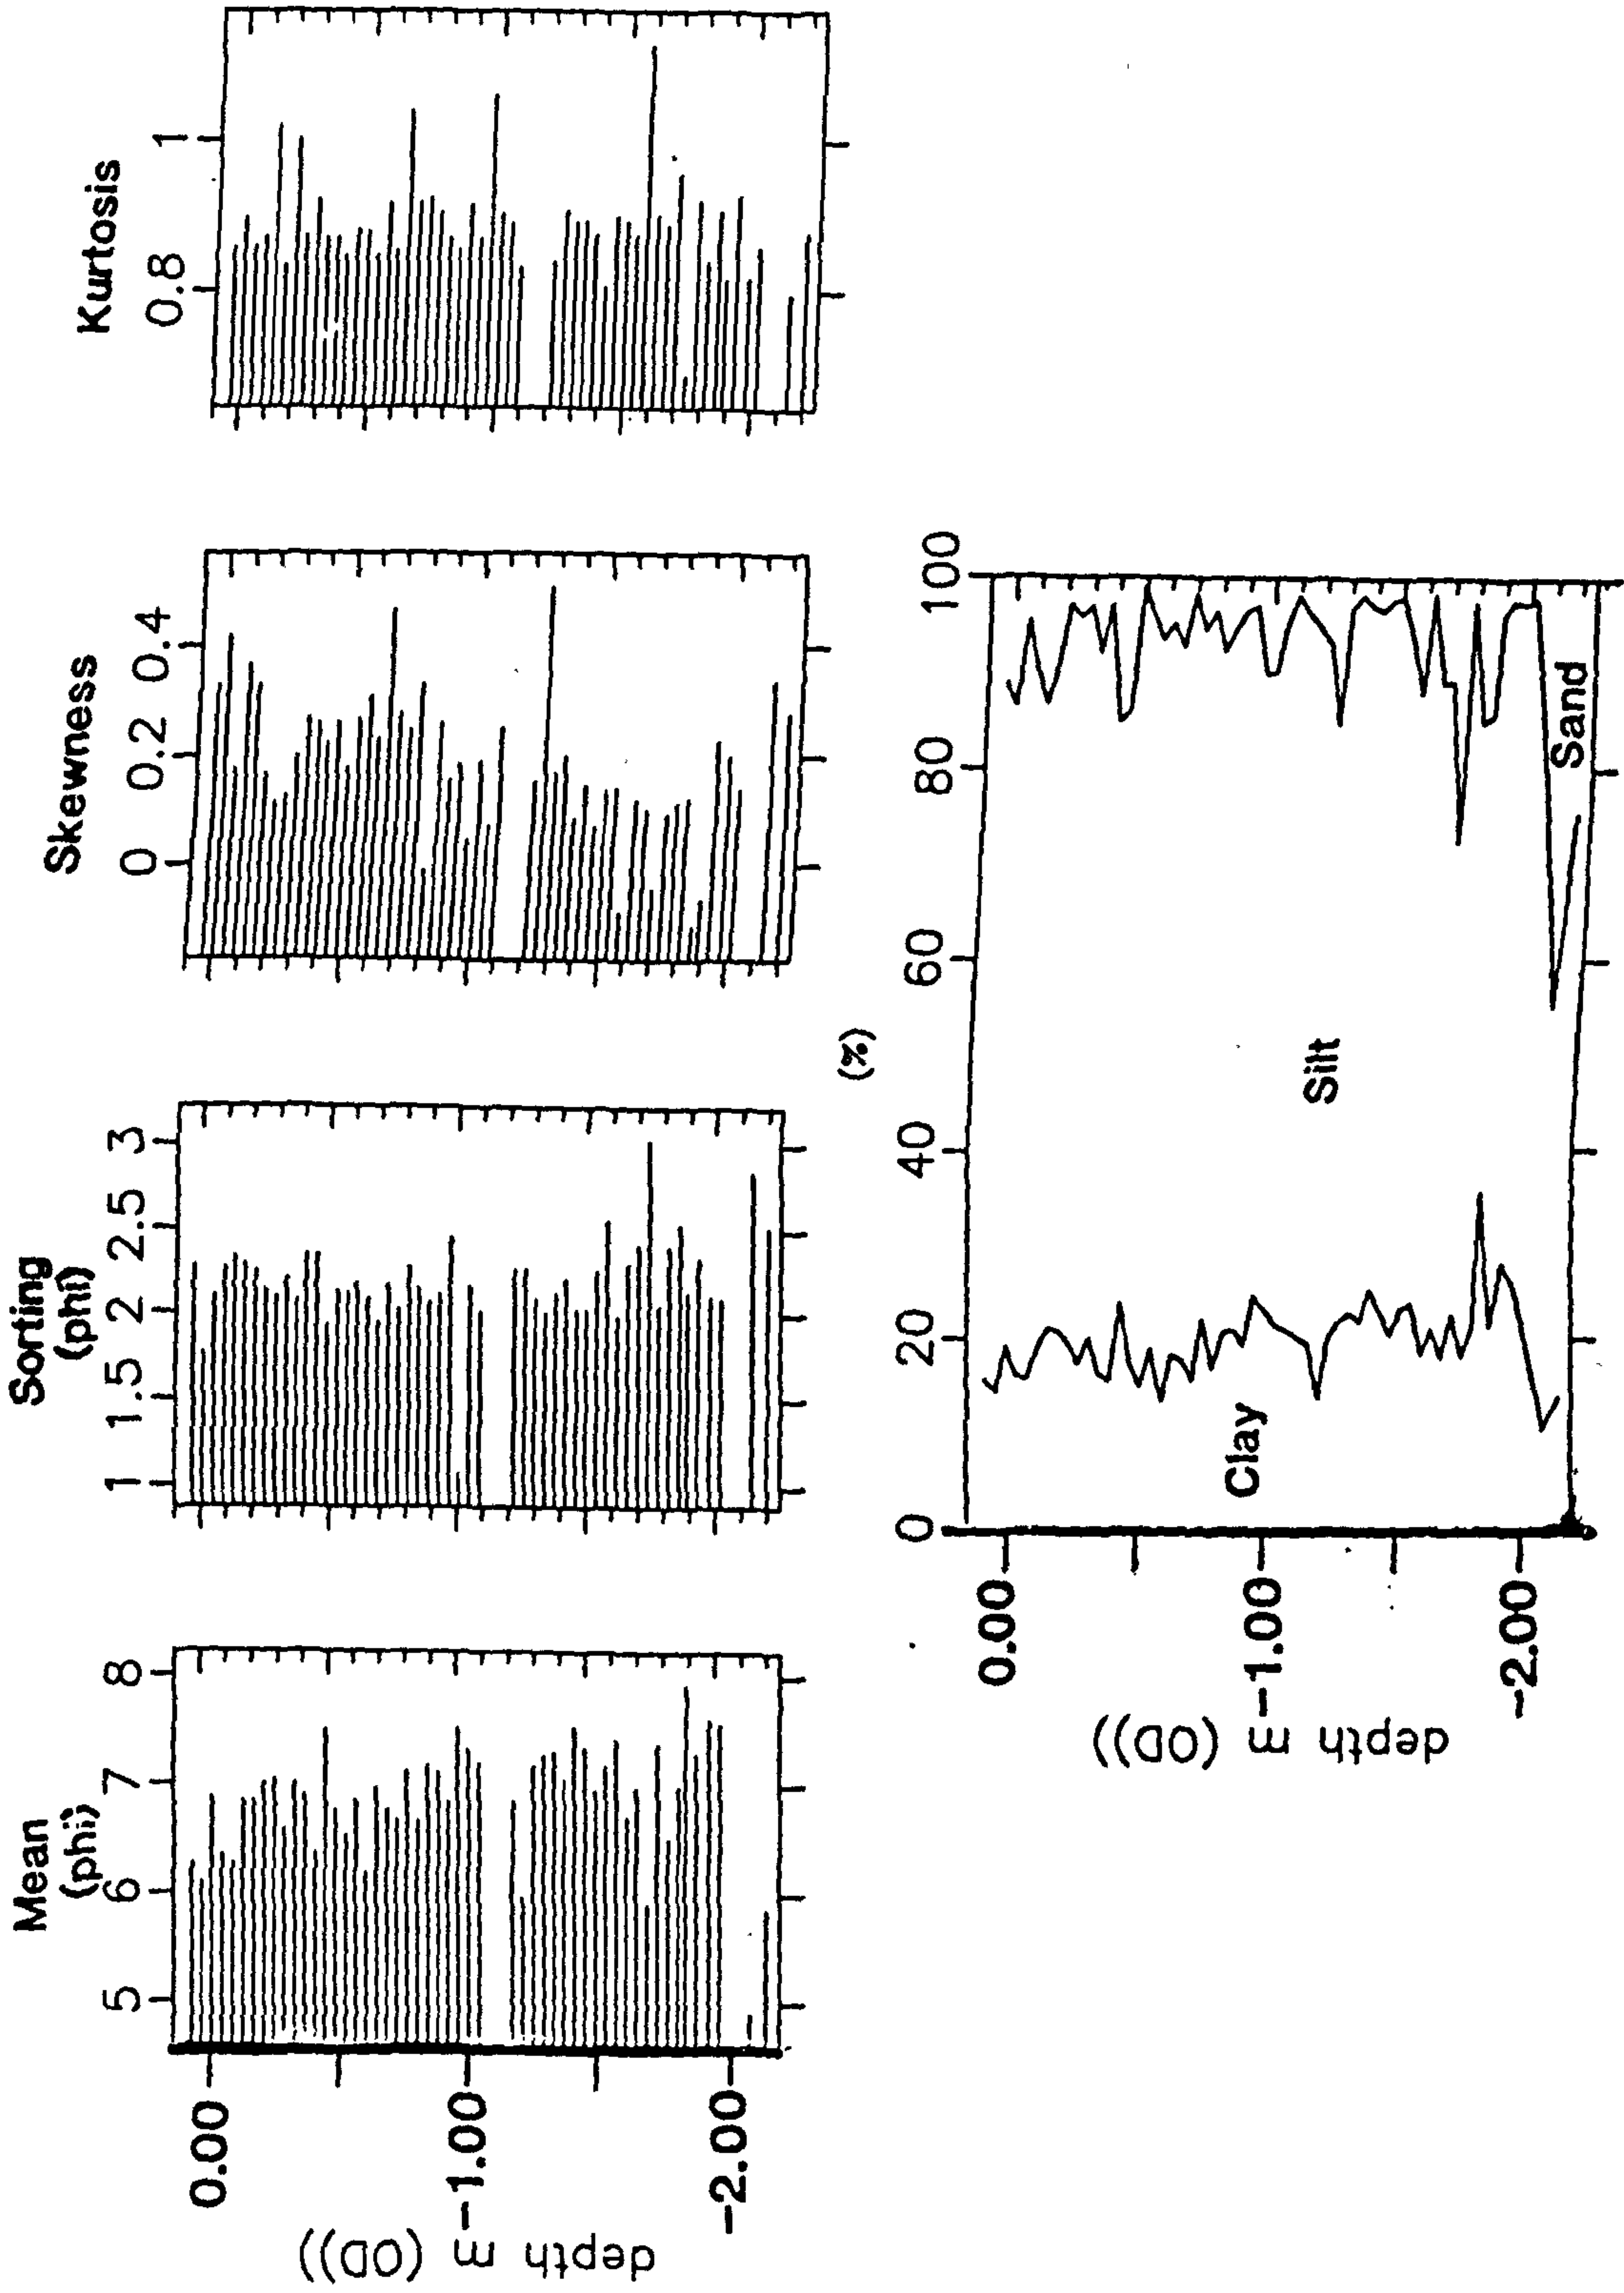 Mean
(phi)
5 6 7 8
Sorting
(phi)
1 1.5 2 2.5 3
Skewness
0 0.2 0.4
Kurtosis
0.8 1
0.00
-1.00
-2.00
depth m (OD))
(%)
0 20 40 60 80 100
Clay
Silt
Sand
0.00
-1.00
-2.00
depth m (OD))